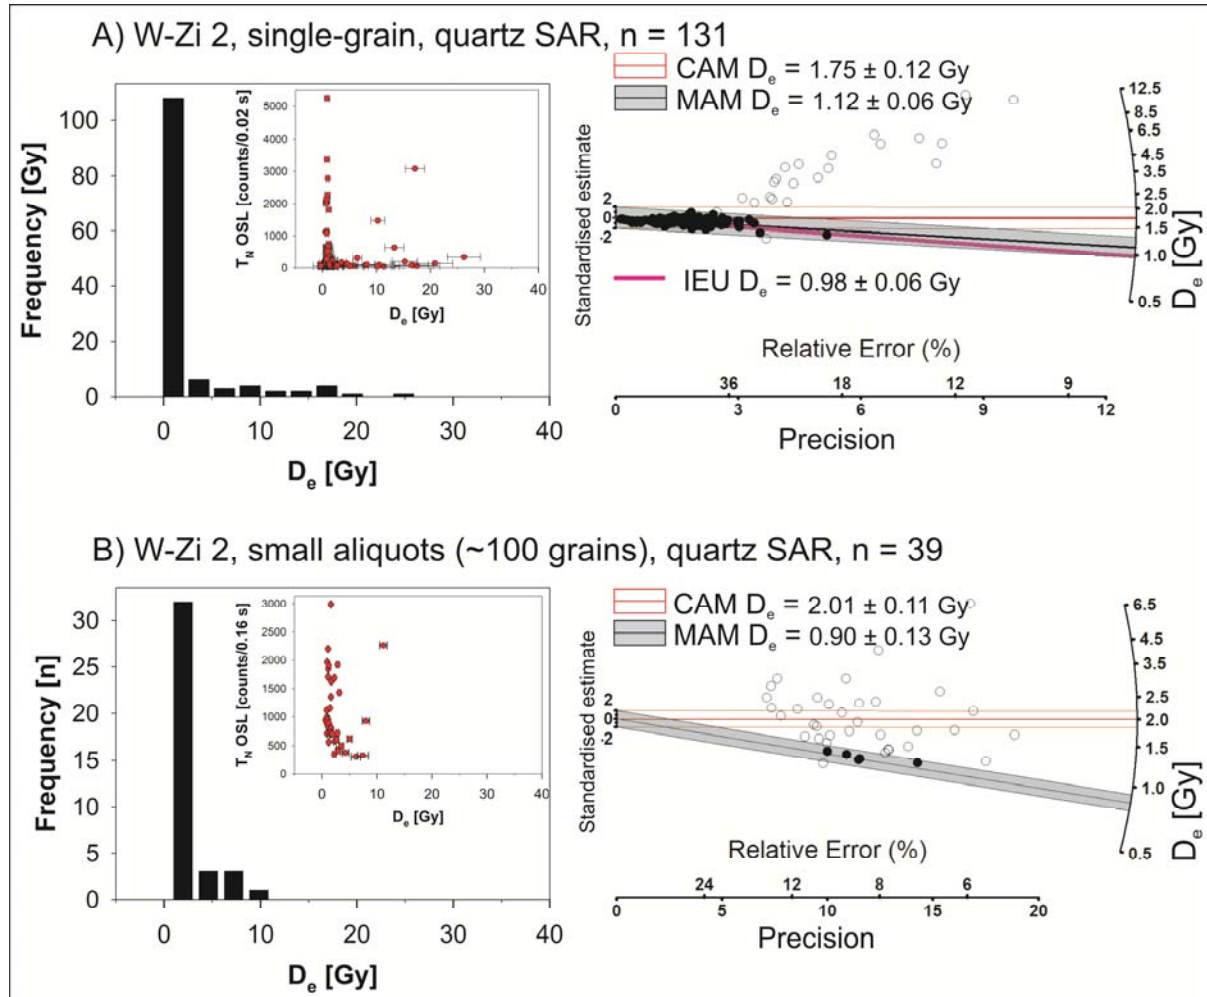 A) W-Zi 2, single-grain, quartz SAR, n = 131
Frequency [Gy]
100
80
60
40
20
0
0 10 20 30 40
Dₑ [Gy]
T_N OSL [counts/0.02 s]
5000
4000
3000
2000
1000
0
0 10 20 30 40
Dₑ [Gy]
CAM Dₑ = 1.75 ± 0.12 Gy
MAM Dₑ = 1.12 ± 0.06 Gy
Standardised estimate
2
0
-2
12.5
8.5
6.5
4.5
3.5
2.5
2.0
1.5
1.0
0.5
Dₑ [Gy]
IEU Dₑ = 0.98 ± 0.06 Gy
Relative Error (%)
36 18 12 9
0 3 6 9 12
Precision
B) W-Zi 2, small aliquots (~100 grains), quartz SAR, n = 39
Frequency [n]
30
25
20
15
10
5
0
0 10 20 30 40
Dₑ [Gy]
T_N OSL [counts/0.16 s]
3000
2500
2000
1500
1000
500
0
0 10 20 30 40
Dₑ [Gy]
CAM Dₑ = 2.01 ± 0.11 Gy
MAM Dₑ = 0.90 ± 0.13 Gy
Standardised estimate
2
0
-2
6.5
4.5
3.5
2.5
2.0
1.5
1.0
0.5
Dₑ [Gy]
Relative Error (%)
24 12 8 6
0 5 10 15 20
Precision